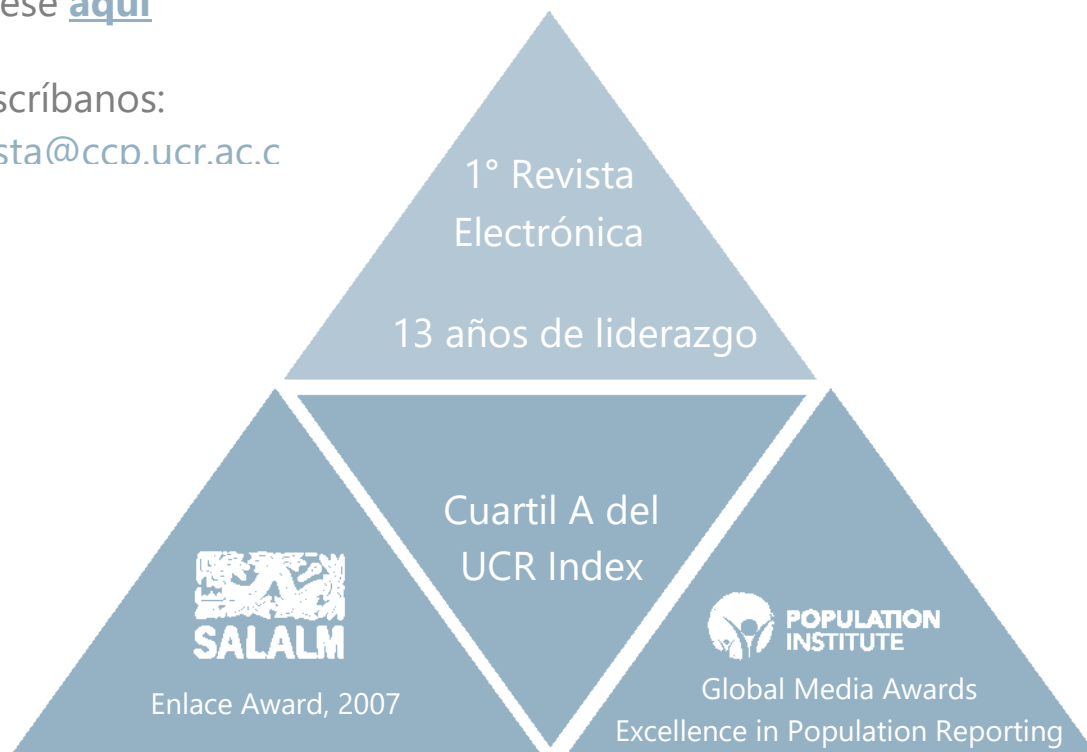 ese aquí
scríbanos:
sta@ccp.ucr.ac.c
1° Revista
Electrónica
13 años de liderazgo
Cuartil A del
UCR Index
SALALM
Enlace Award, 2007
POPULATION
INSTITUTE
Global Media Awards
Excellence in Population Reporting